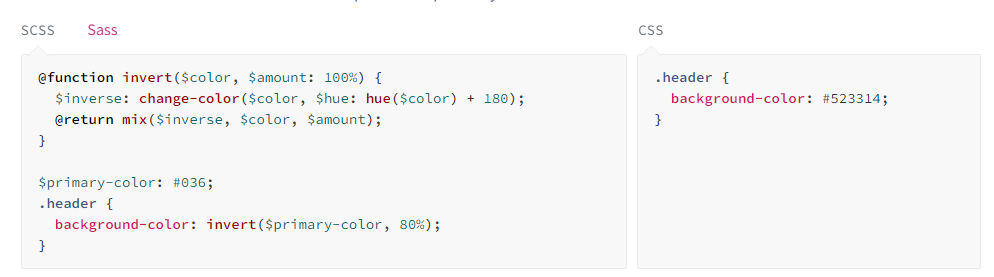 SCSS Sass
@function invert($color, $amount: 100%) {
  $inverse: change-color($color, $hue: hue($color) + 180);
  @return mix($inverse, $color, $amount);
}

$primary-color: #036;
.header {
  background-color: invert($primary-color, 80%);
}
CSS
.header {
  background-color: #523314;
}